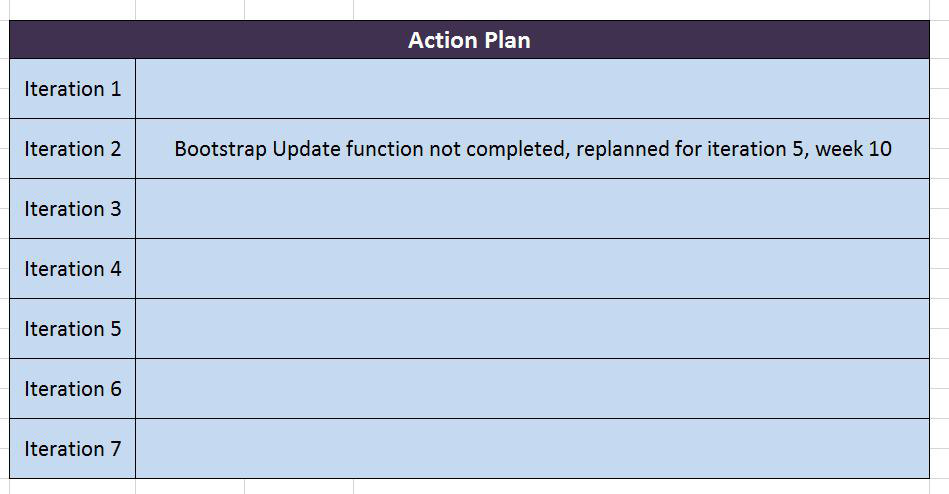 Action Plan
Iteration 1
Iteration 2 Bootstrap Update function not completed, replanned for iteration 5, week 10
Iteration 3
Iteration 4
Iteration 5
Iteration 6
Iteration 7